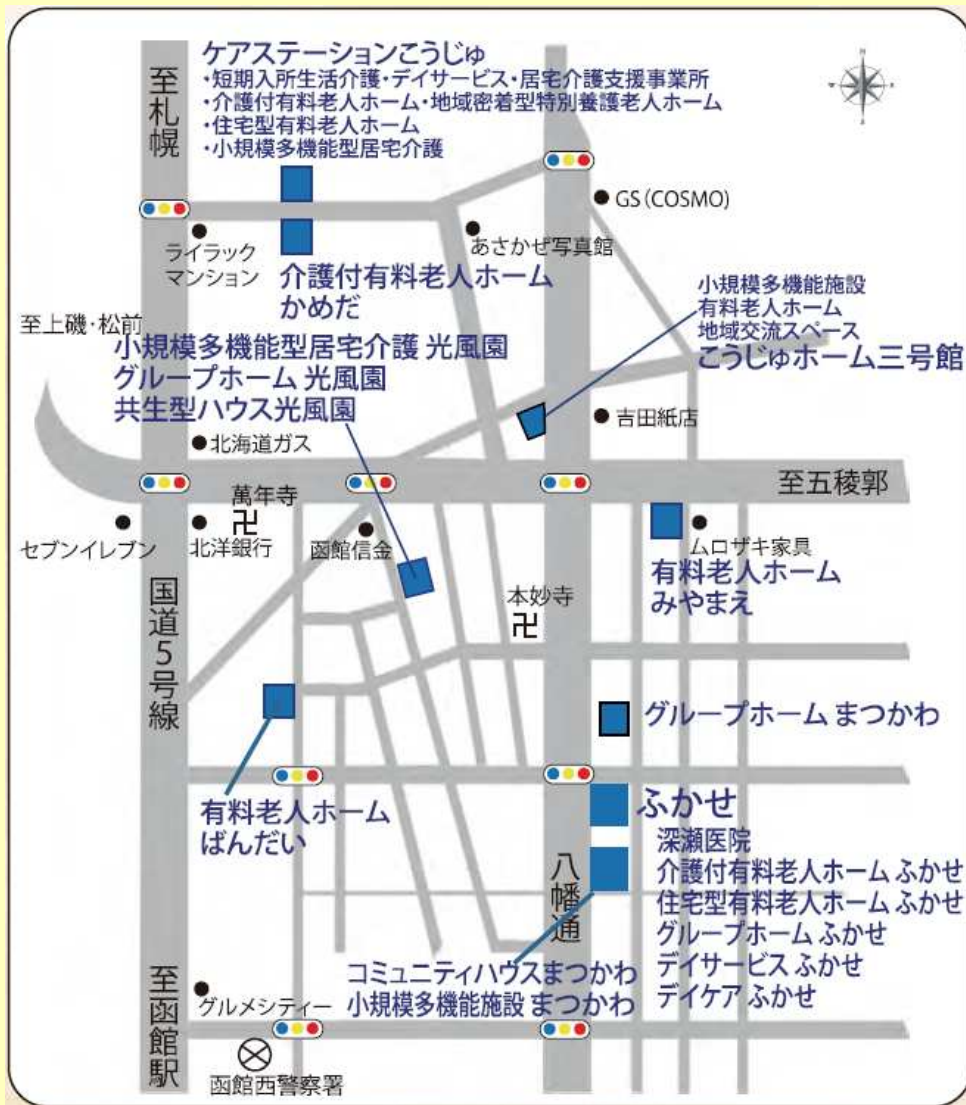 ケアステーションこうじゅ
・短期入所生活介護・デイサービス・居宅介護支援事業所
・介護付有料老人ホーム・地域密着型特別養護老人ホーム
・住宅型有料老人ホーム
・小規模多機能型居宅介護
至札幌
N
GS(COSMO)
ライラック
マンション
あさかぜ写真館
介護付有料老人ホーム
かめだ
小規模多機能施設
有料老人ホーム
地域交流スペース
こうじゅホーム三号館
至上磯・松前
小規模多機能型居宅介護 光風園
グループホーム 光風園
共生型ハウス光風園
吉田紙店
北海道ガス
至五稜郭
萬年寺
卍
セブンイレブン
北洋銀行
函館信金
ムロザキ家具
有料老人ホーム
みやまえ
本妙寺
卍
国道5号線
グループホーム まつかわ
有料老人ホーム
ばんだい
ふかせ
深瀬医院
介護付有料老人ホーム ふかせ
住宅型有料老人ホーム ふかせ
グループホーム ふかせ
デイサービス ふかせ
デイケア ふかせ
八幡通
コミュニティハウスまつかわ
小規模多機能施設 まつかわ
グルメシティー
至函館駅
函館西警察署